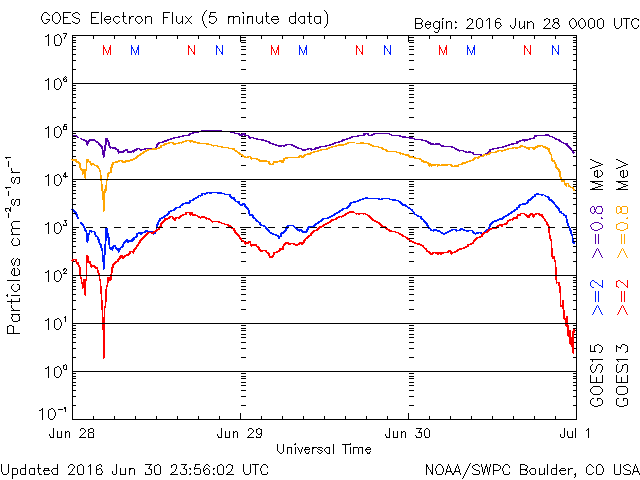 GOES Electron Flux (5 minute data)
Begin: 2016 Jun 28 0000 UTC
10⁷
M M N N M M N N M M N N
10⁶
10⁵
10⁴
10³
10²
10¹
10⁰
10⁻¹
Particles cm⁻²s⁻¹sr⁻¹
GOES15 >=2 >=0.8 MeV
GOES13 >=2 >=0.8 MeV
Jun 28 Jun 29 Jun 30 Jul 1
Universal Time
Updated 2016 Jun 30 23:56:02 UTC
NOAA/SWPC Boulder, CO USA